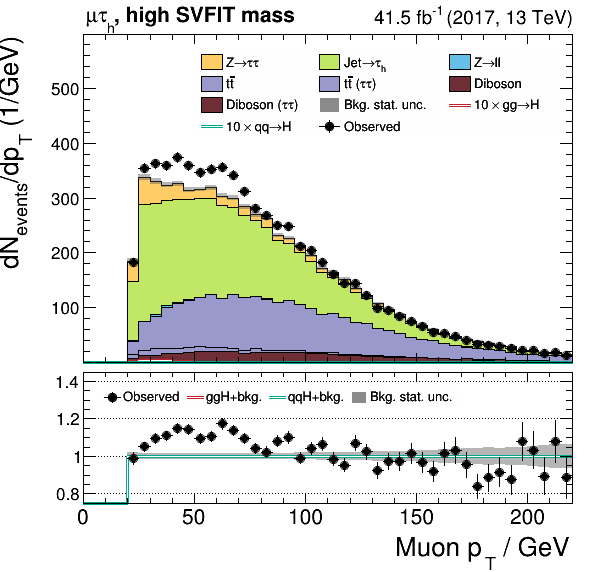 μτh, high SVFIT mass 41.5 fb⁻¹ (2017, 13 TeV)
dNevents/dpT (1/GeV)
500
400
300
200
100
Z→ττ Jet→τh Z→ll
tt̄ tt̄ (ττ) Diboson
Diboson (ττ) Bkg. stat. unc. 10 × gg→H
10 × qq→H Observed
1.4
1.2
1
0.8
Observed ggH+bkg. qqH+bkg. Bkg. stat. unc.
0 50 100 150 200
Muon pT / GeV